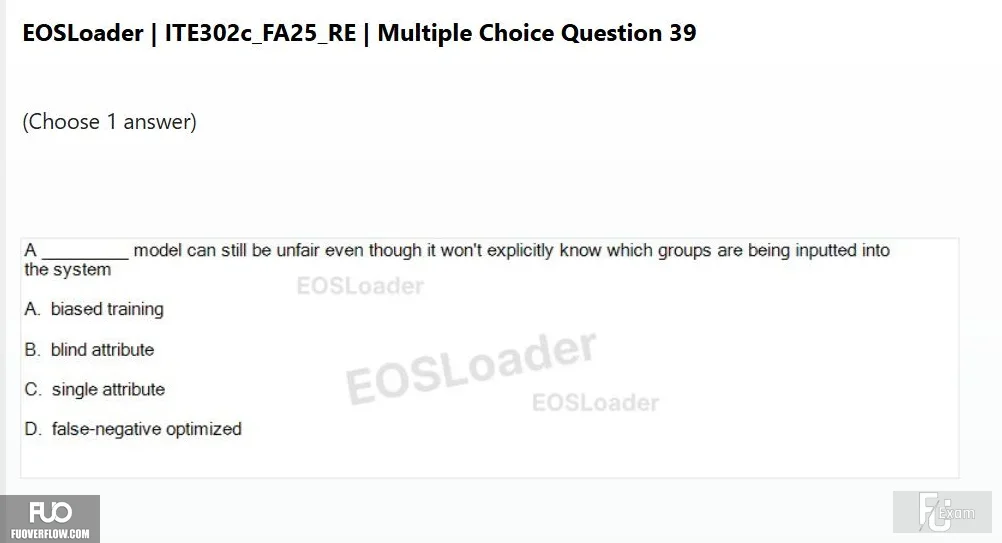 EOSLoader | ITE302c_FA25_RE | Multiple Choice Question 39
(Choose 1 answer)
A _________ model can still be unfair even though it won't explicitly know which groups are being inputted into
the system
EOSLoader
A. biased training
B. blind attribute
EOSLoader
C. single attribute
EOSLoader
D. false-negative optimized
FUO
FUOVERFLOW.COM
FU Exam